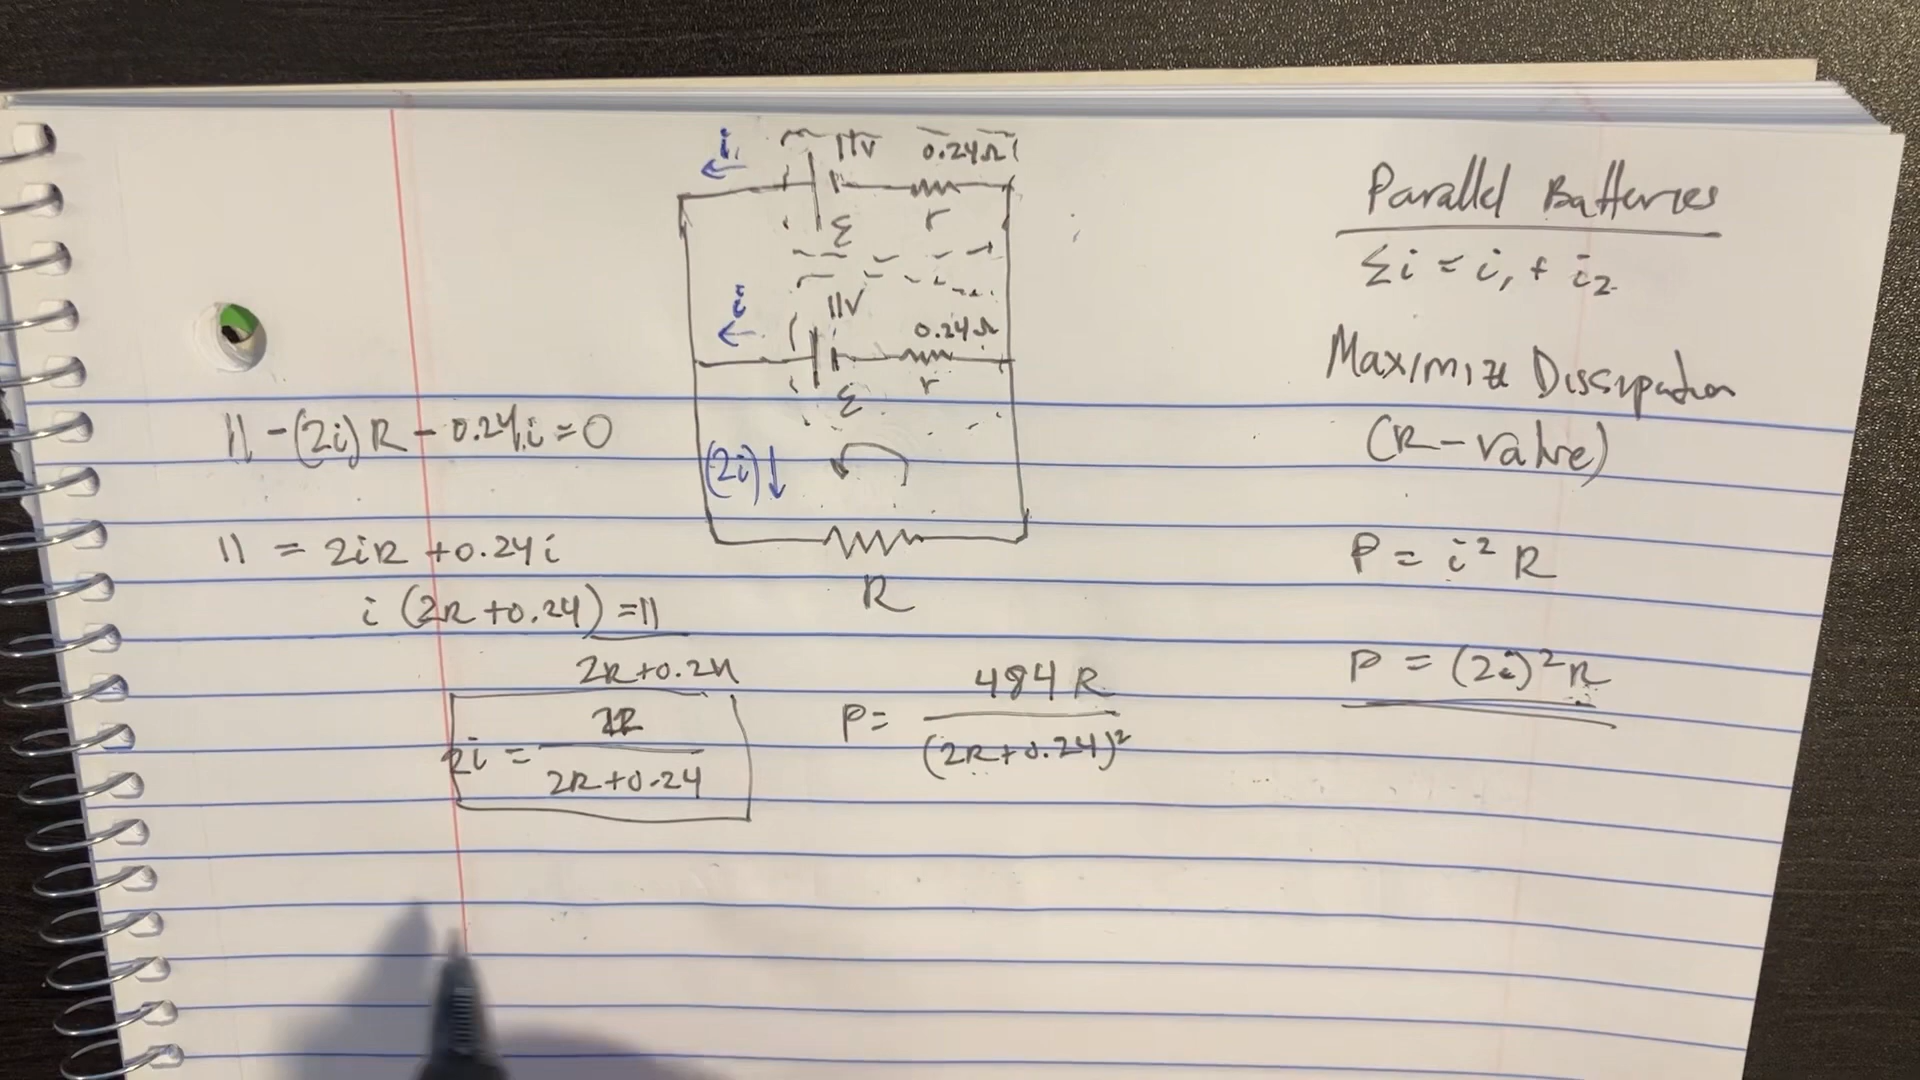 i₁
11V
0.24Ω
Ɛ
r
i
11V
0.24Ω
Ɛ
r
(2i)↓
R
11 - (2i)R - 0.24i = 0
11 = 2iR + 0.24i
i (2R + 0.24) = 11
2R + 0.24
2i =
2R + 0.24
P = 484 R
(2R + 0.24)²
Parallel Batteries
Σi = i₁ + i₂
Maximize Dissipation
(R - value)
P = i² R
P = (2i)² R